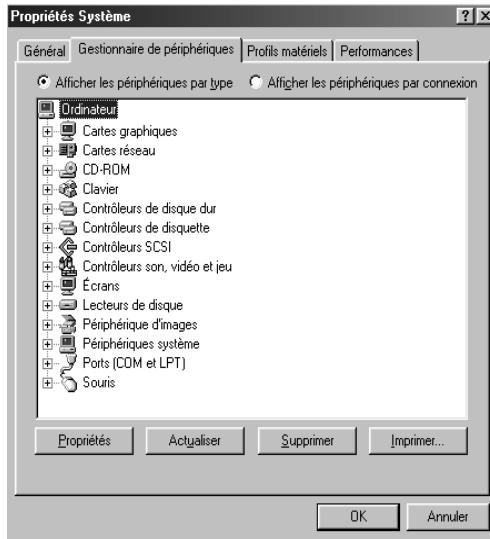 Propriétés Système
Général Gestionnaire de périphériques Profils matériels Performances
Afficher les périphériques par type Afficher les périphériques par connexion
Ordinateur
Cartes graphiques
Cartes réseau
CD-ROM
Clavier
Contrôleurs de disque dur
Contrôleurs de disquette
Contrôleurs SCSI
Contrôleurs son, vidéo et jeu
Écrans
Lecteurs de disque
Périphérique d'images
Périphériques système
Ports (COM et LPT)
Souris
Propriétés Actualiser Supprimer Imprimer...
OK Annuler